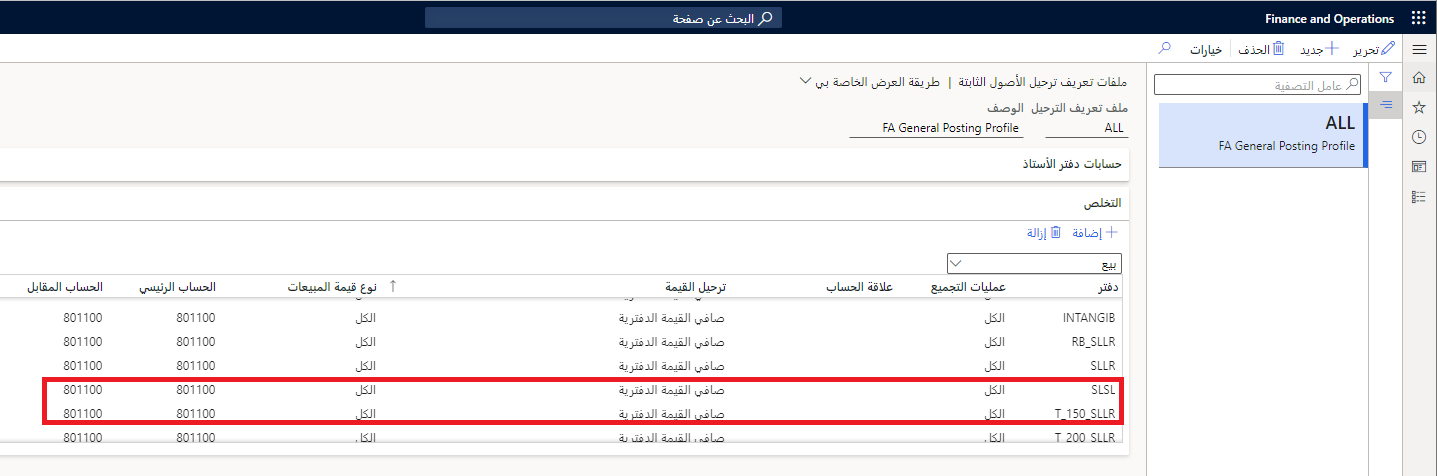 Finance and Operations
البحث عن صفحة
تحرير
جديد
الحذف
خيارات
عامل التصفية
ALL
FA General Posting Profile
ملفات تعريف ترحيل الأصول الثابتة | طريقة العرض الخاصة بي
ملف تعريف الترحيل الوصف
ALL FA General Posting Profile
حسابات دفتر الأستاذ
التخلص
إضافة إزالة
بيع
دفتر عمليات التجميع علاقة الحساب ترحيل القيمة نوع قيمة المبيعات الحساب الرئيسي الحساب المقابل
INTANGIB الكل صافي القيمة الدفترية الكل 801100 801100
RB_SLLR الكل صافي القيمة الدفترية الكل 801100 801100
SLLR الكل صافي القيمة الدفترية الكل 801100 801100
SLSL الكل صافي القيمة الدفترية الكل 801100 801100
T_150_SLLR الكل صافي القيمة الدفترية الكل 801100 801100
T_200_SLLR الكل صافي القيمة الدفترية الكل 801100 801100